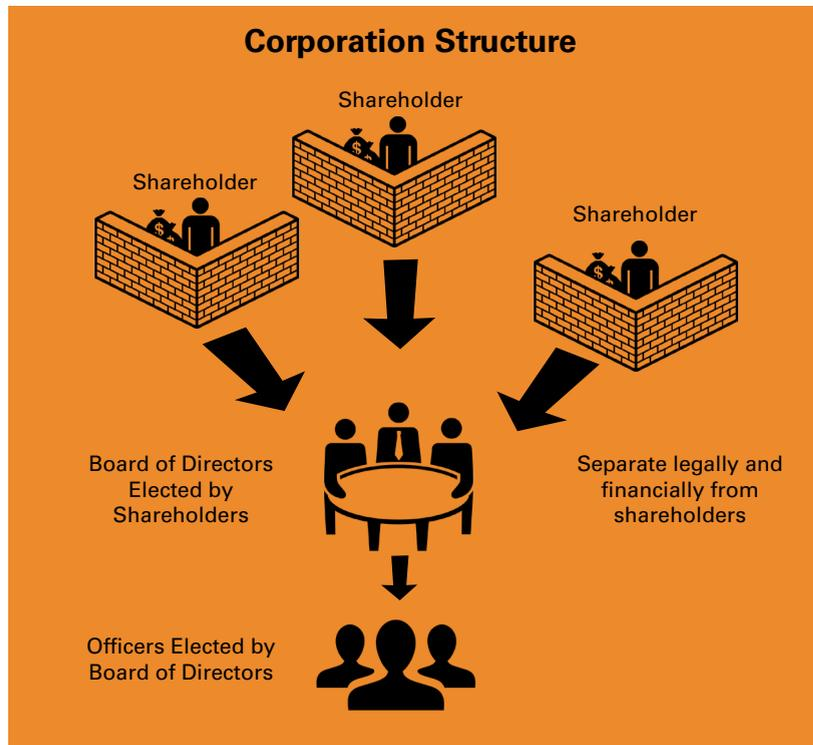 Corporation Structure
Shareholder
Shareholder
Shareholder
$
$
$
$
$
$
Board of Directors
Elected by
Shareholders
Separate legally and
financially from
shareholders
Officers Elected by
Board of Directors